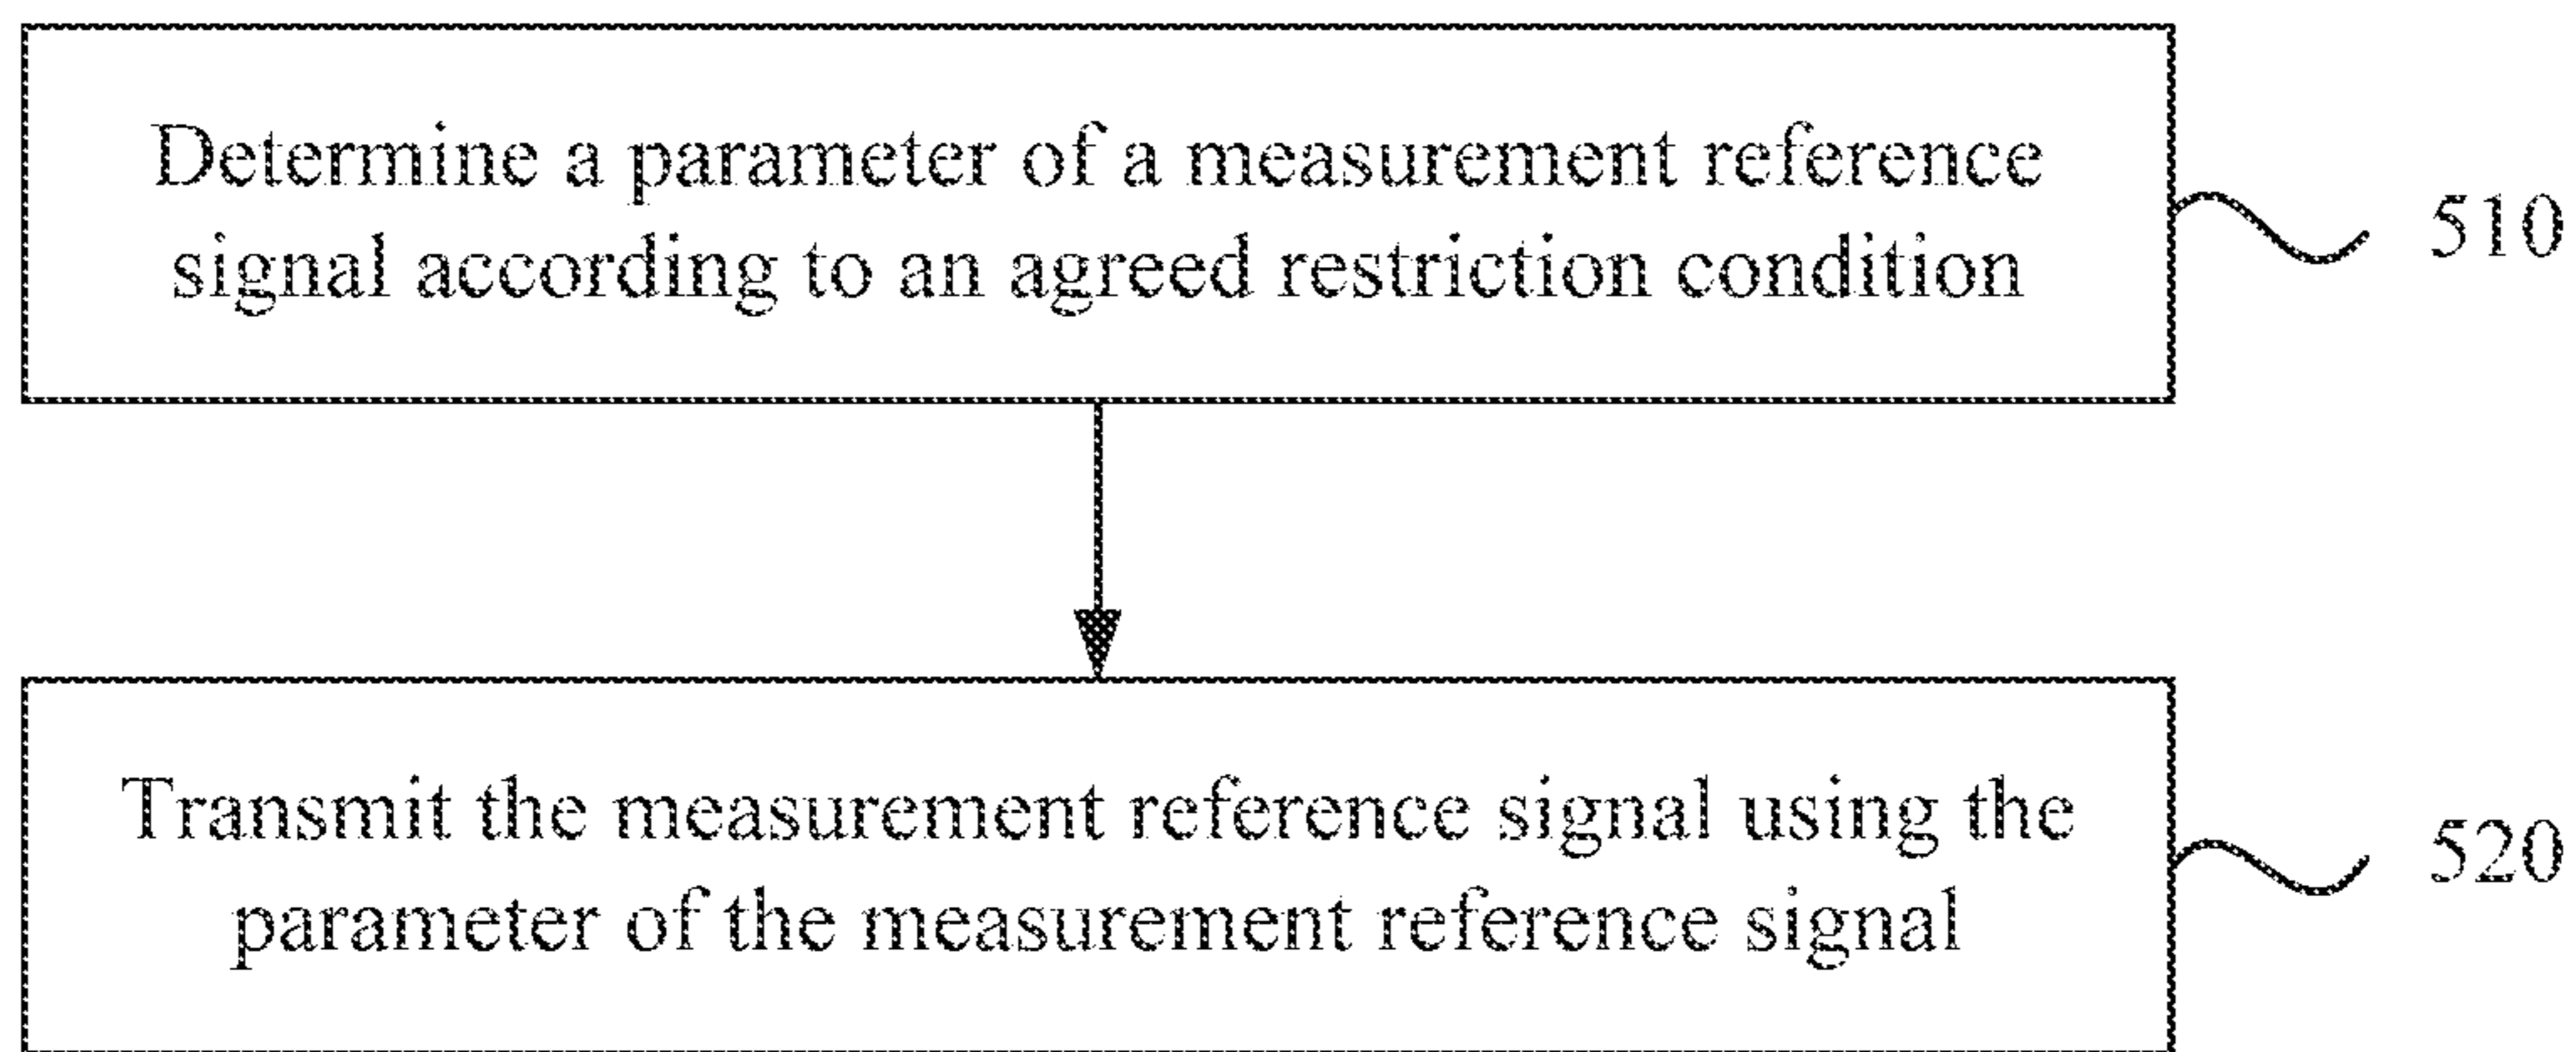 Determine a parameter of a measurement reference
signal according to an agreed restriction condition
510
Transmit the measurement reference signal using the
parameter of the measurement reference signal
520